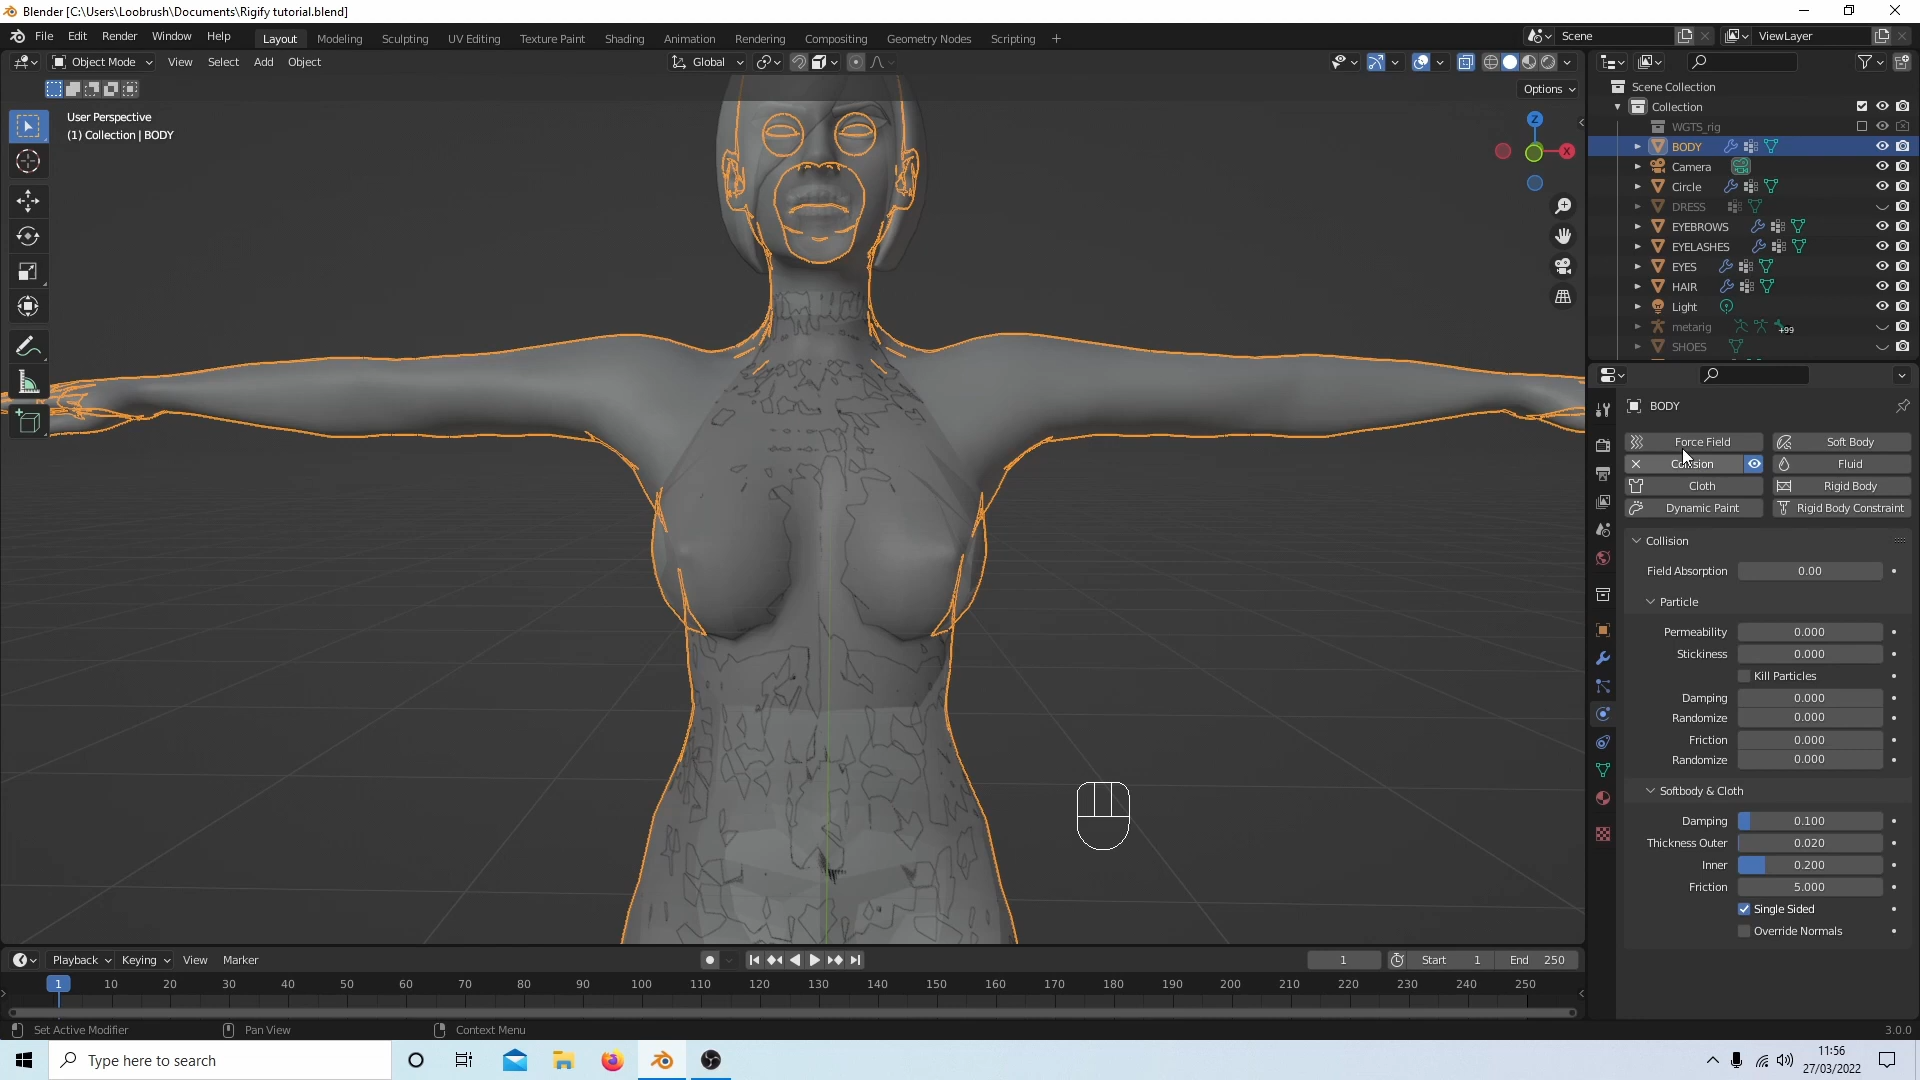 Blender [C:\Users\Loobrush\Documents\Rigify tutorial.blend]
File Edit Render Window Help Layout Modeling Sculpting UV Editing Texture Paint Shading Animation Rendering Compositing Geometry Nodes Scripting + Scene ViewLayer
Object Mode View Select Add Object Global
Options
User Perspective
(1) Collection | BODY
Z
X
Scene Collection
Collection
WGTS_rig
BODY
Camera
Circle
DRESS
EYEBROWS
EYELASHES
EYES
HAIR
Light
metarig +99
SHOES
BODY
Force Field Soft Body
Collision Fluid
Cloth Rigid Body
Dynamic Paint Rigid Body Constraint
Collision
Field Absorption 0.00
Particle
Permeability 0.000
Stickiness 0.000
Kill Particles
Damping 0.000
Randomize 0.000
Friction 0.000
Randomize 0.000
Softbody & Cloth
Damping 0.100
Thickness Outer 0.020
Inner 0.200
Friction 5.000
Single Sided
Override Normals
Playback Keying View Marker 1 Start 1 End 250
1 10 20 30 40 50 60 70 80 90 100 110 120 130 140 150 160 170 180 190 200 210 220 230 240 250
Set Active Modifier Pan View Context Menu 3.0.0
Type here to search
11:56
27/03/2022